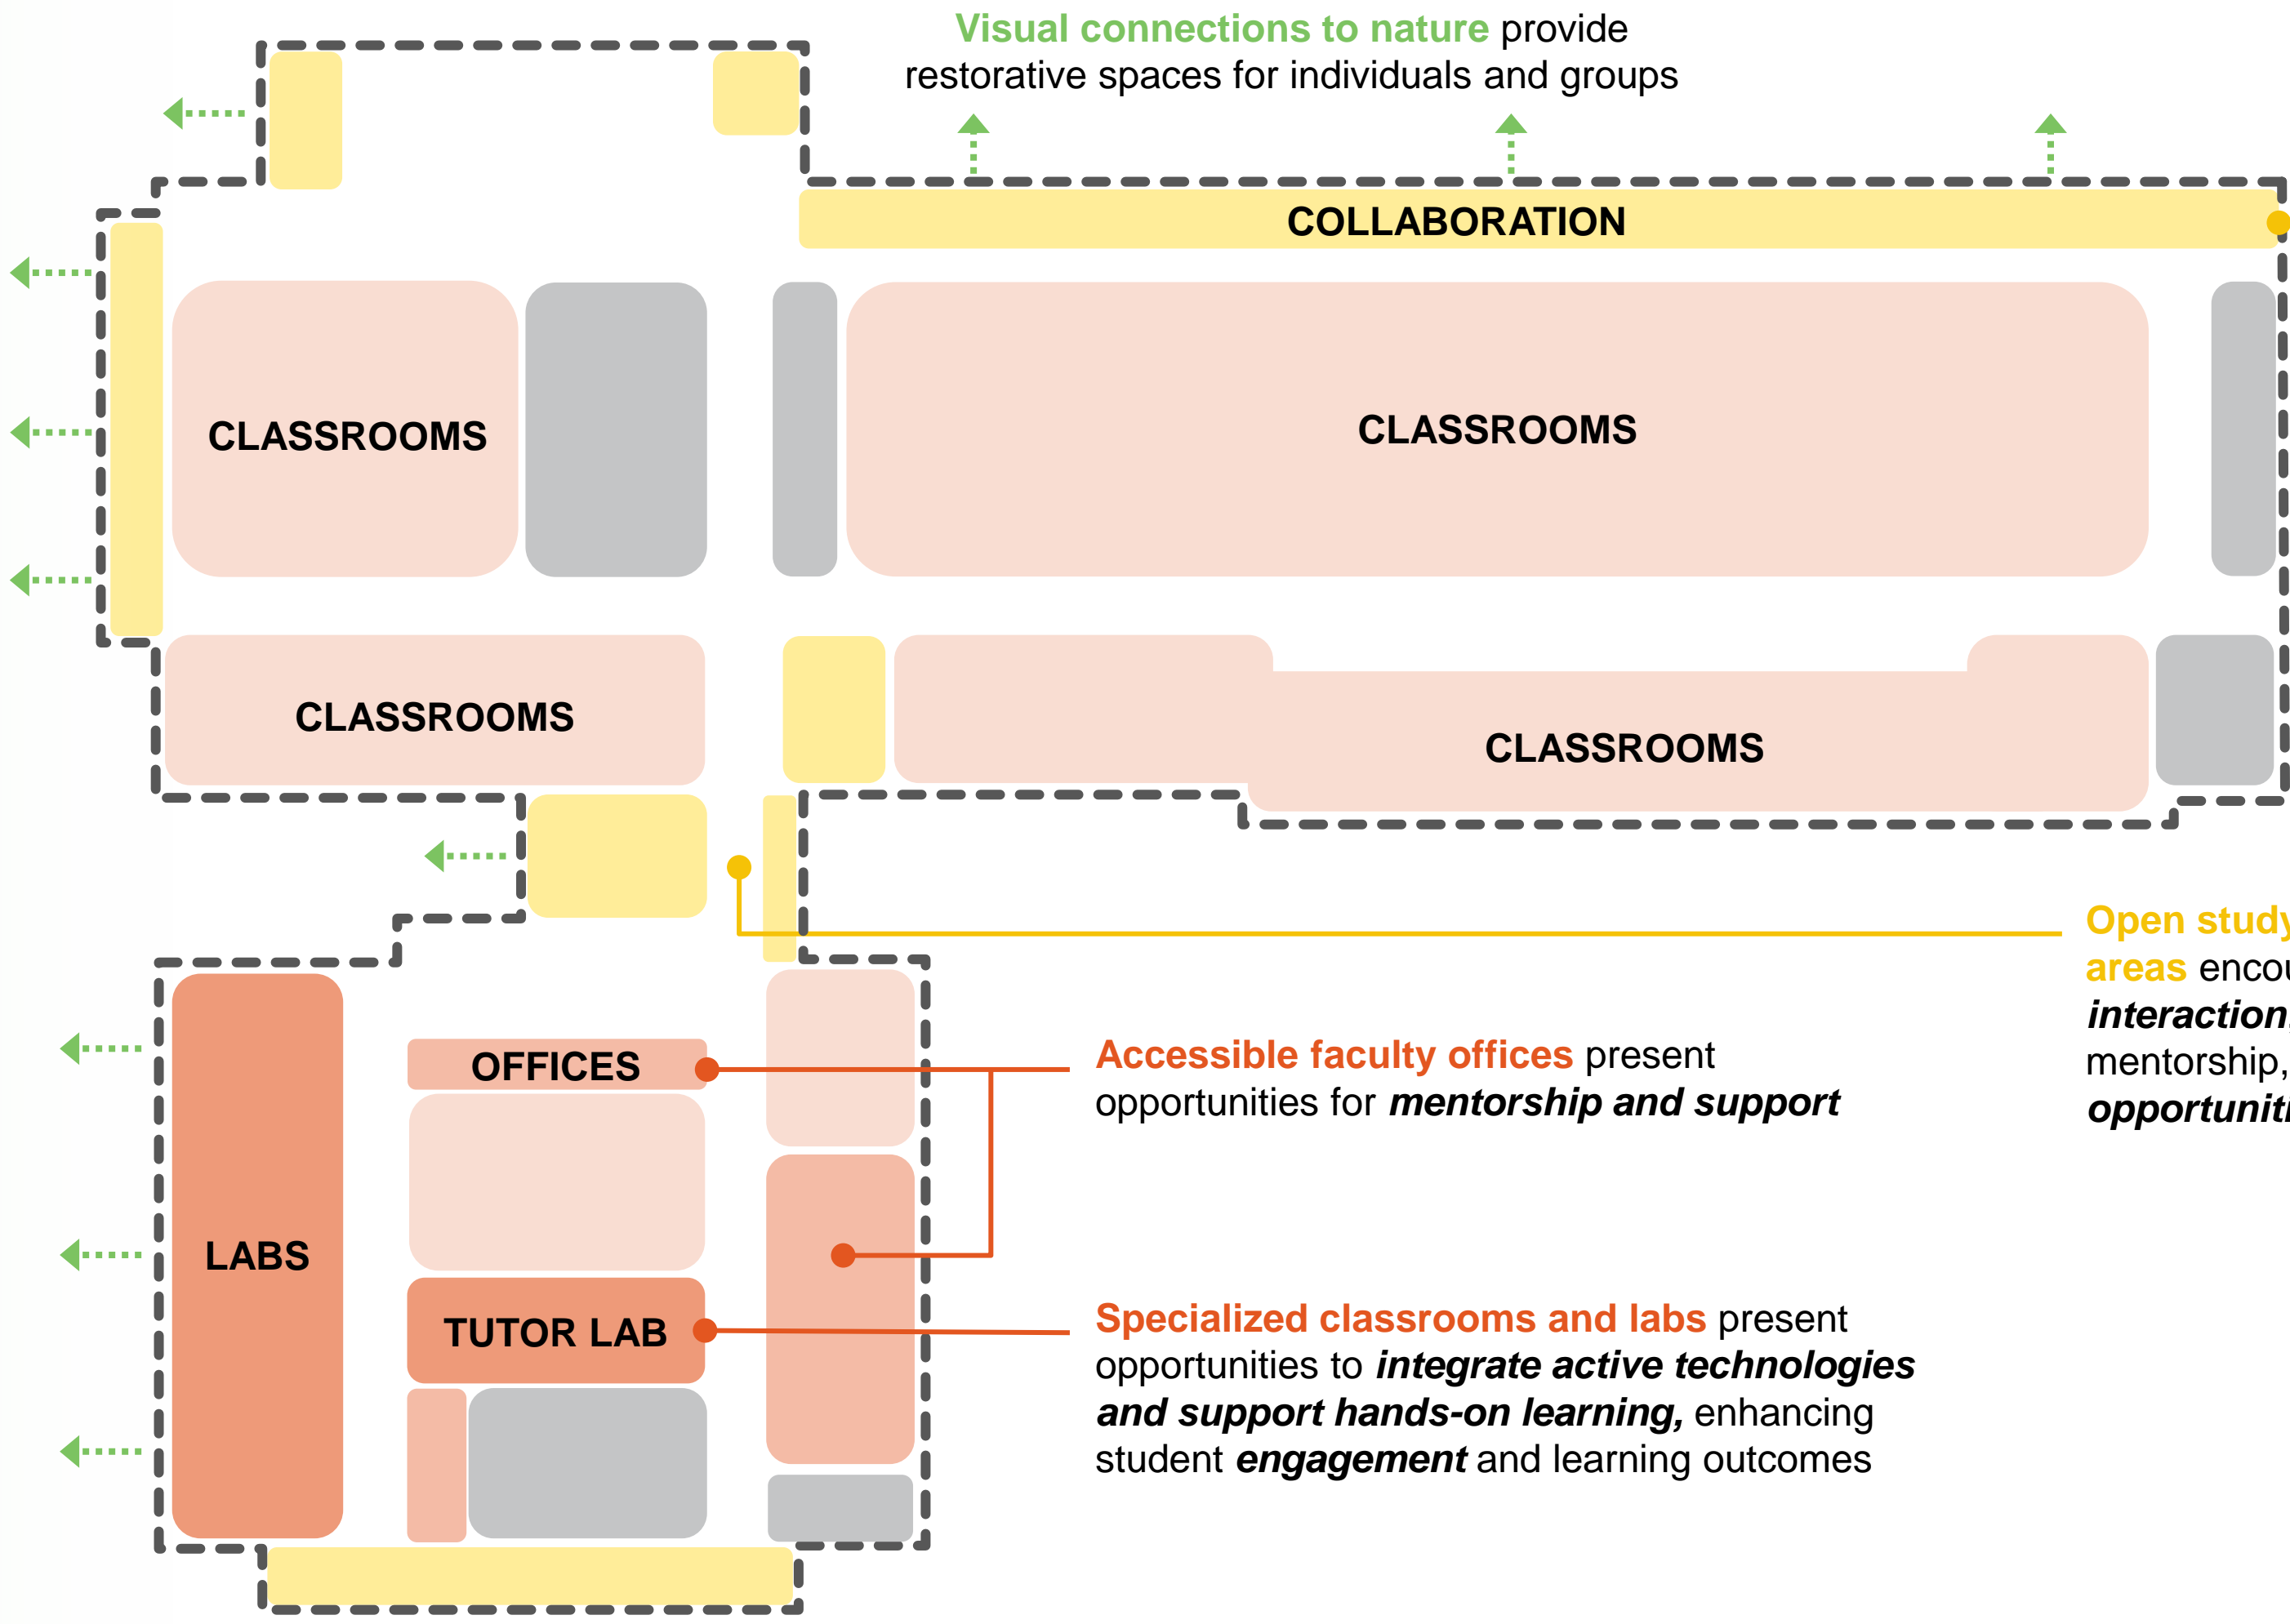 Visual connections to nature provide
restorative spaces for individuals and groups
COLLABORATION
CLASSROOMS
CLASSROOMS
CLASSROOMS
CLASSROOMS
Open study
areas
interaction,
mentorship,
OFFICES
Accessible faculty offices present
opportunities for mentorship and support
LABS
TUTOR LAB
Specialized classrooms and labs present
opportunities to integrate active technologies
and support hands-on learning, enhancing
student engagement and learning outcomes